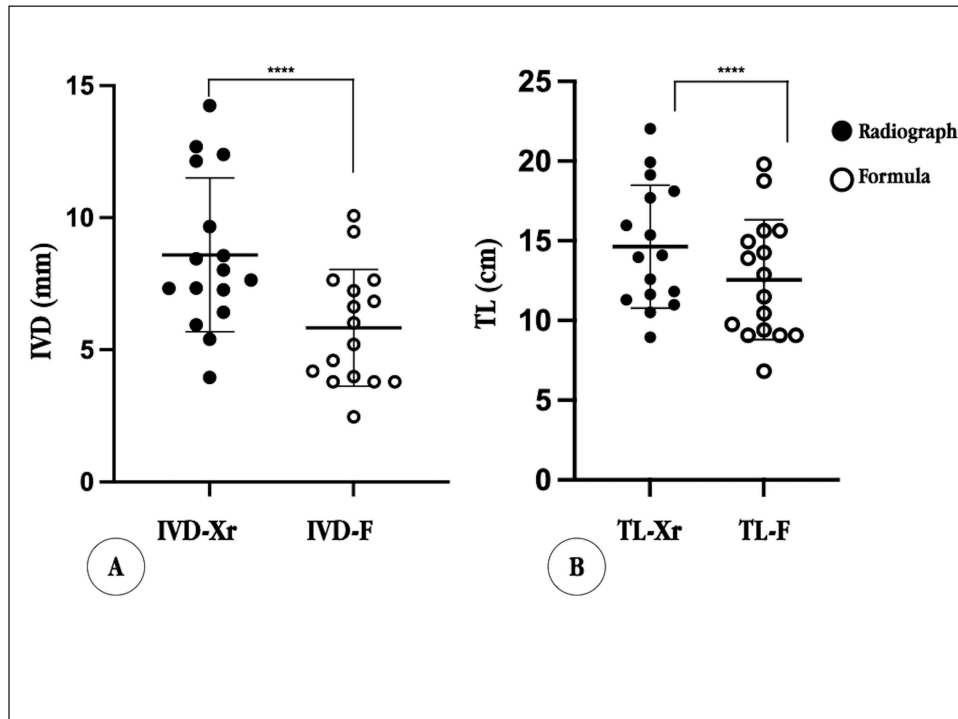 ****
15
10
5
0
IVD (mm)
IVD-Xr
IVD-F
A
****
25
20
15
10
5
0
TL (cm)
TL-Xr
TL-F
B
Radiograph
Formula